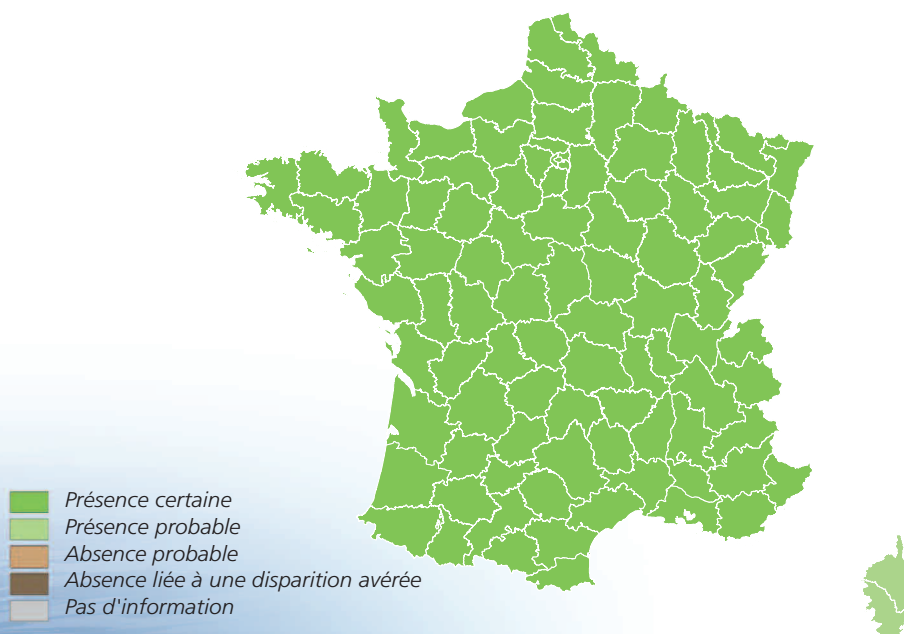 Présence certaine
Présence probable
Absence probable
Absence liée à une disparition avérée
Pas d'information